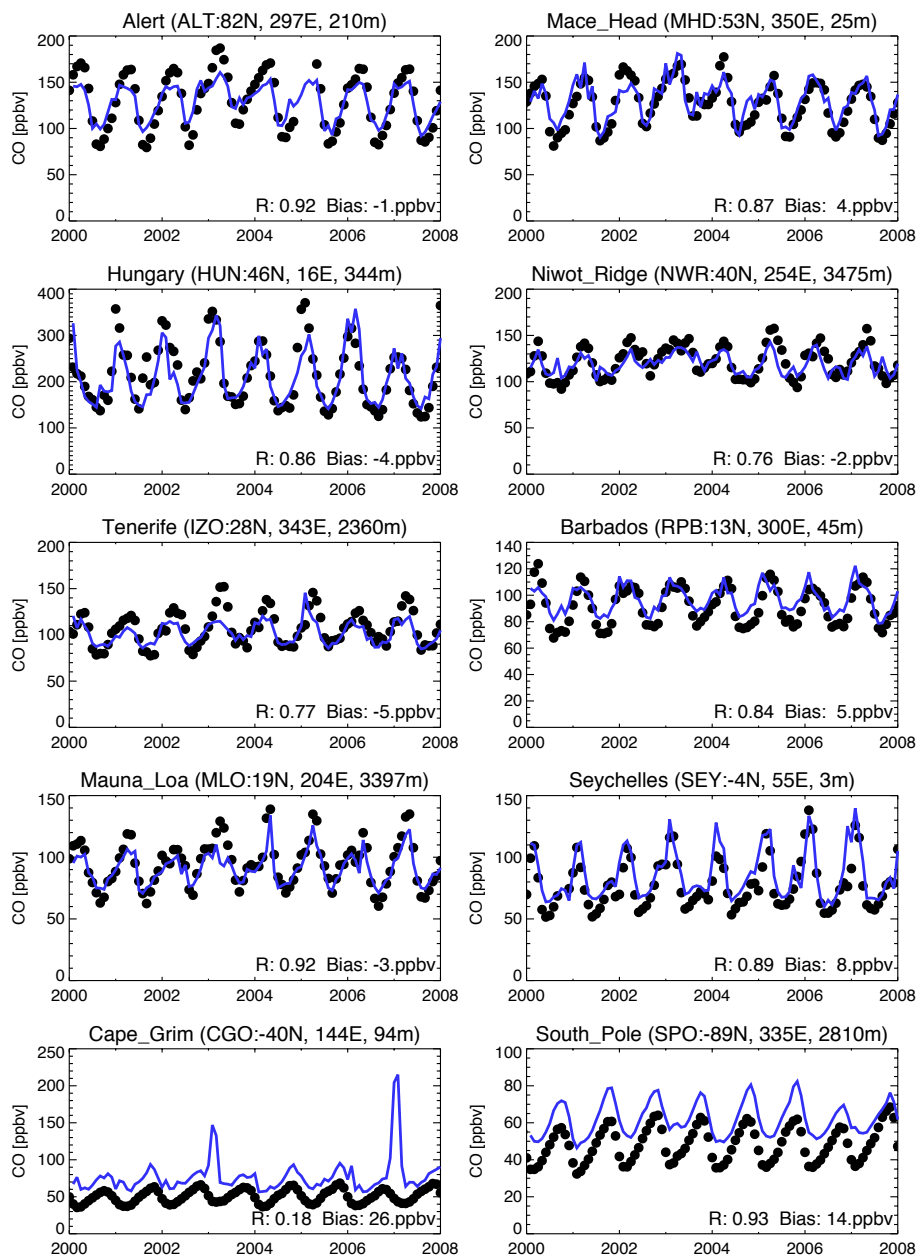 Alert (ALT:82N, 297E, 210m)
200
150
100
50
0
CO [ppbv]
R: 0.92 Bias: -1.ppbv
2000 2002 2004 2006 2008
Mace_Head (MHD:53N, 350E, 25m)
200
150
100
50
0
CO [ppbv]
R: 0.87 Bias: 4.ppbv
2000 2002 2004 2006 2008
Hungary (HUN:46N, 16E, 344m)
400
300
200
100
0
CO [ppbv]
R: 0.86 Bias: -4.ppbv
2000 2002 2004 2006 2008
Niwot_Ridge (NWR:40N, 254E, 3475m)
200
150
100
50
0
CO [ppbv]
R: 0.76 Bias: -2.ppbv
2000 2002 2004 2006 2008
Tenerife (IZO:28N, 343E, 2360m)
200
150
100
50
0
CO [ppbv]
R: 0.77 Bias: -5.ppbv
2000 2002 2004 2006 2008
Barbados (RPB:13N, 300E, 45m)
140
120
100
80
60
40
20
0
CO [ppbv]
R: 0.84 Bias: 5.ppbv
2000 2002 2004 2006 2008
Mauna_Loa (MLO:19N, 204E, 3397m)
150
100
50
0
CO [ppbv]
R: 0.92 Bias: -3.ppbv
2000 2002 2004 2006 2008
Seychelles (SEY:-4N, 55E, 3m)
150
100
50
0
CO [ppbv]
R: 0.89 Bias: 8.ppbv
2000 2002 2004 2006 2008
Cape_Grim (CGO:-40N, 144E, 94m)
250
200
150
100
50
0
CO [ppbv]
R: 0.18 Bias: 26.ppbv
2000 2002 2004 2006 2008
South_Pole (SPO:-89N, 335E, 2810m)
100
80
60
40
20
0
CO [ppbv]
R: 0.93 Bias: 14.ppbv
2000 2002 2004 2006 2008